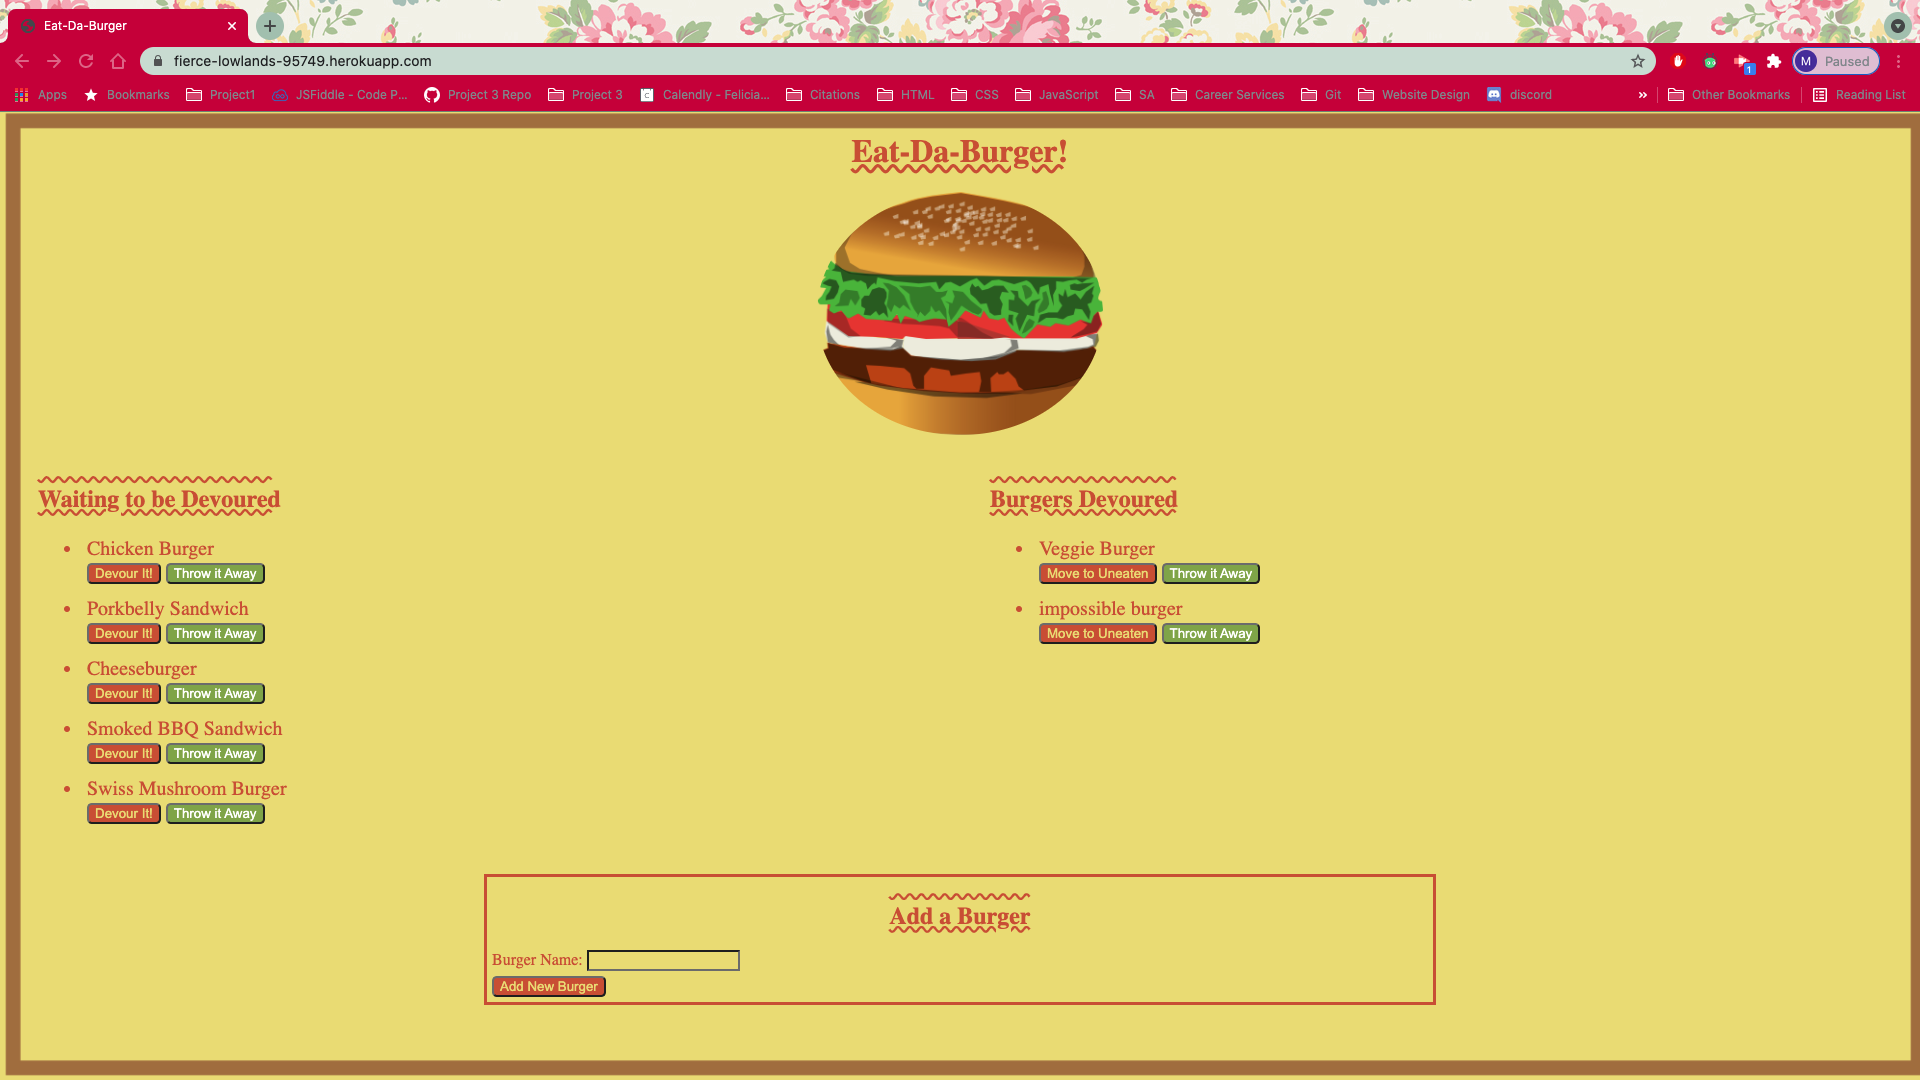 Eat-Da-Burger
fierce-lowlands-95749.herokuapp.com
1
M Paused
Apps Bookmarks Project1 JSFiddle - Code P... Project 3 Repo Project 3 Calendly - Felicia... Citations HTML CSS JavaScript SA Career Services Git Website Design discord » Other Bookmarks Reading List
Eat-Da-Burger!
Waiting to be Devoured
Chicken Burger
Devour It! Throw it Away
Porkbelly Sandwich
Devour It! Throw it Away
Cheeseburger
Devour It! Throw it Away
Smoked BBQ Sandwich
Devour It! Throw it Away
Swiss Mushroom Burger
Devour It! Throw it Away
Burgers Devoured
Veggie Burger
Move to Uneaten Throw it Away
impossible burger
Move to Uneaten Throw it Away
Add a Burger
Burger Name:
Add New Burger